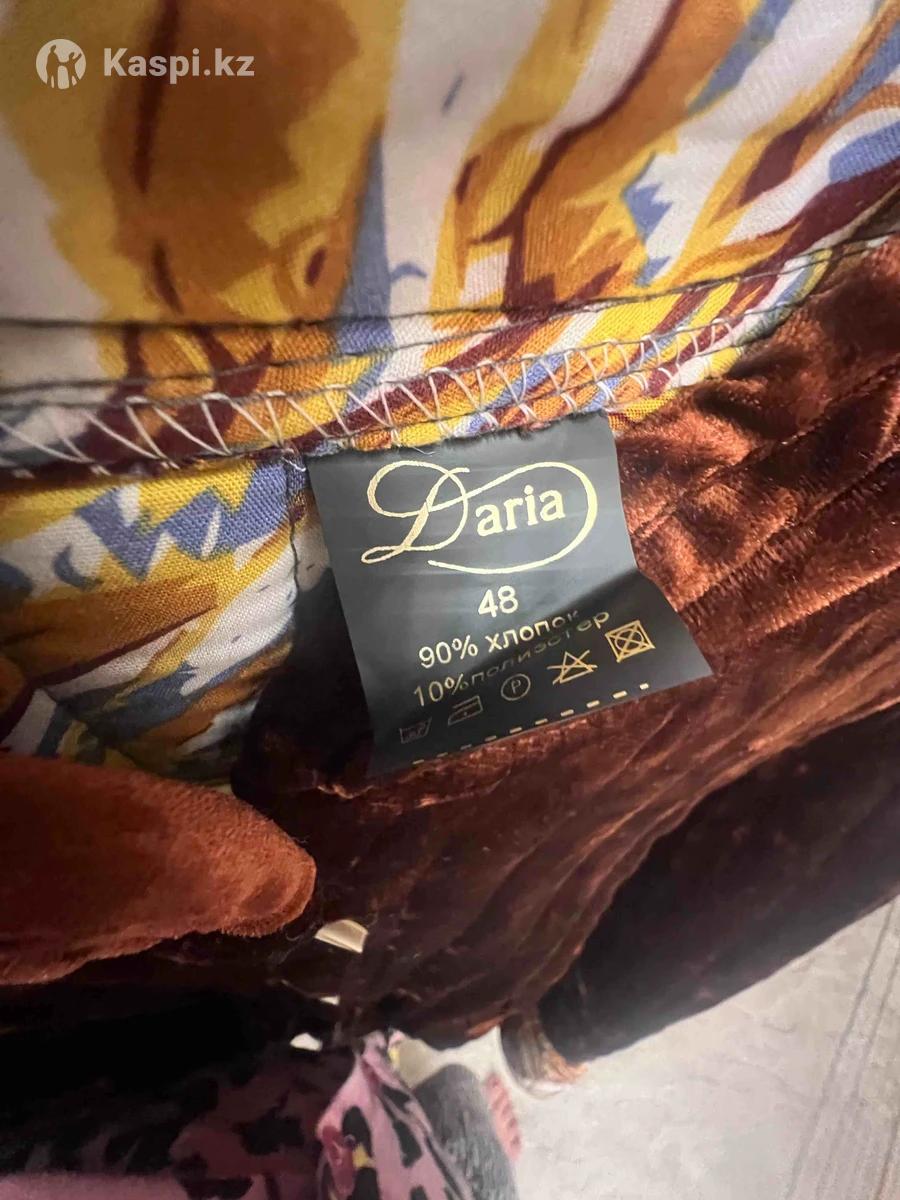 Kaspi.kz
Daria
48
90% хлопок
10% полиэстер
P